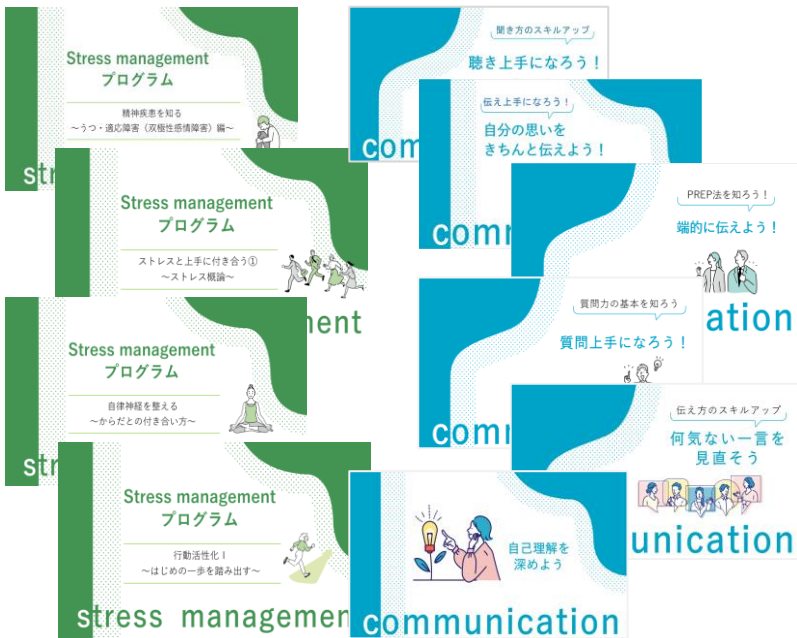 Stress management
プログラム
精神疾患を知る
～うつ・適応障害（双極性感情障害）編～
str
Stress management
プログラム
ストレスと上手に付き合う①
～ストレス概論～
ment
Stress management
プログラム
自律神経を整える
～からだとの付き合い方～
str
Stress management
プログラム
行動活性化Ⅰ
～はじめの一歩を踏み出す～
stress managemen
聞き方のスキルアップ
聴き上手になろう！
com
伝え上手になろう！
自分の思いを
きちんと伝えよう！
comm
PREP法を知ろう！
端的に伝えよう！
ation
質問力の基本を知ろう
質問上手になろう！
comm
伝え方のスキルアップ
何気ない一言を
見直そう
unication
自己理解を
深めよう
communication